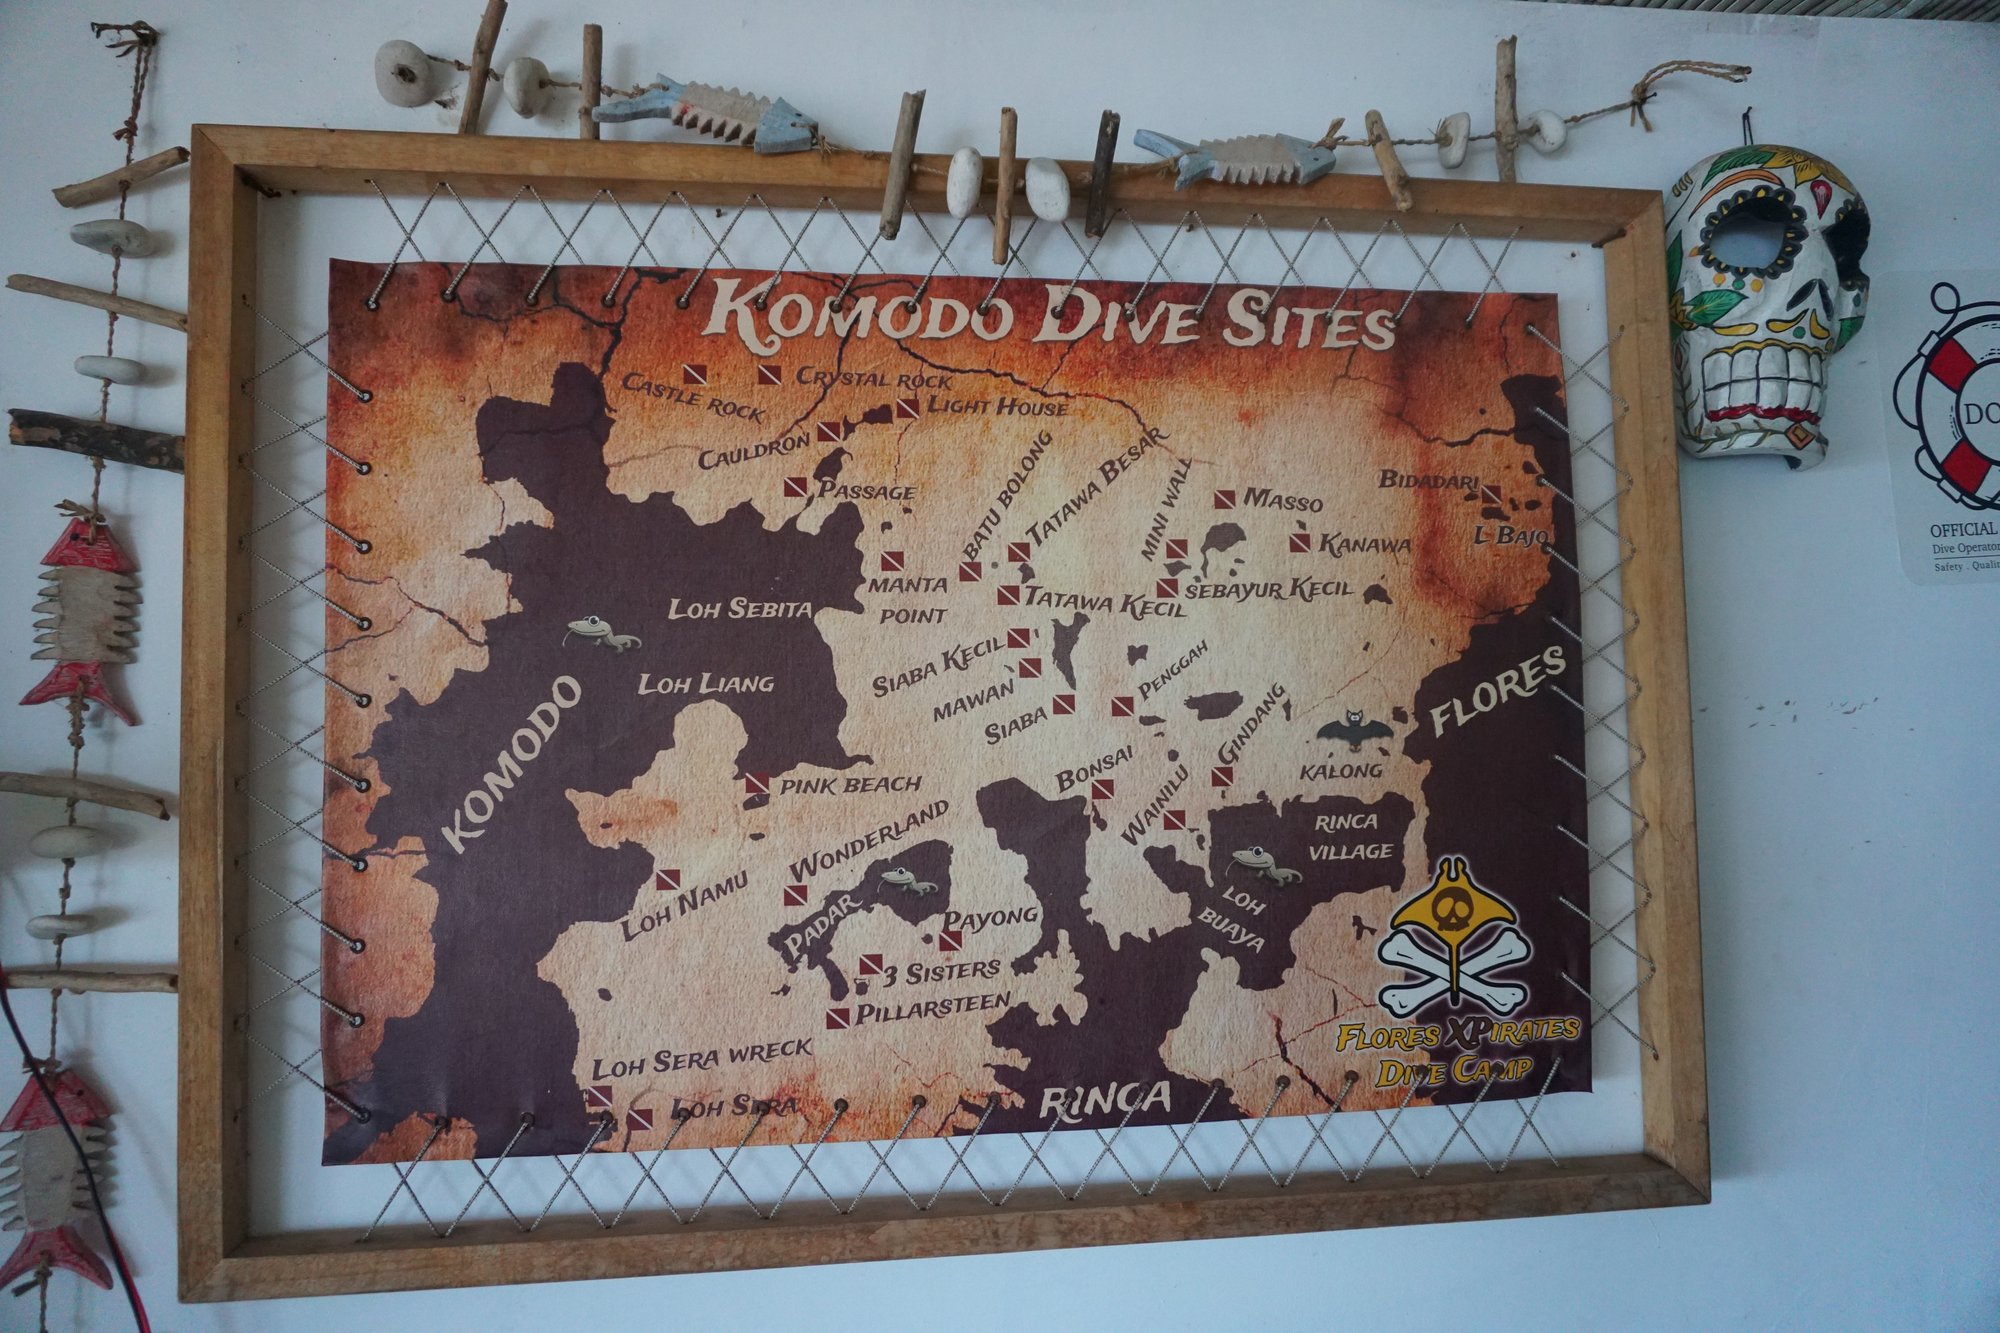 Komodo Dive Sites
Castle Rock
Crystal Rock
Light House
Cauldron
Passage
Batu Bolong
Tatawa Besar
Mini Wall
Masso
Kanawa
Bidadari
L Bajo
Manta
Point
Tatawa Kecil
Sebayur Kecil
Loh Sebita
Loh Liang
Siaba Kecil
Mawan
Siaba
Penggah
Gindang
Kalong
Flores
Komodo
Pink Beach
Bonsai
Wainilu
Rinca
Village
Wonderland
Loh Namu
Padar
Payong
Loh
Buaya
3 Sisters
Pillarsteen
Loh Sera Wreck
Loh Sera
Rinca
Flores XPirates
Dive Camp
OFFICIAL
Dive Operator